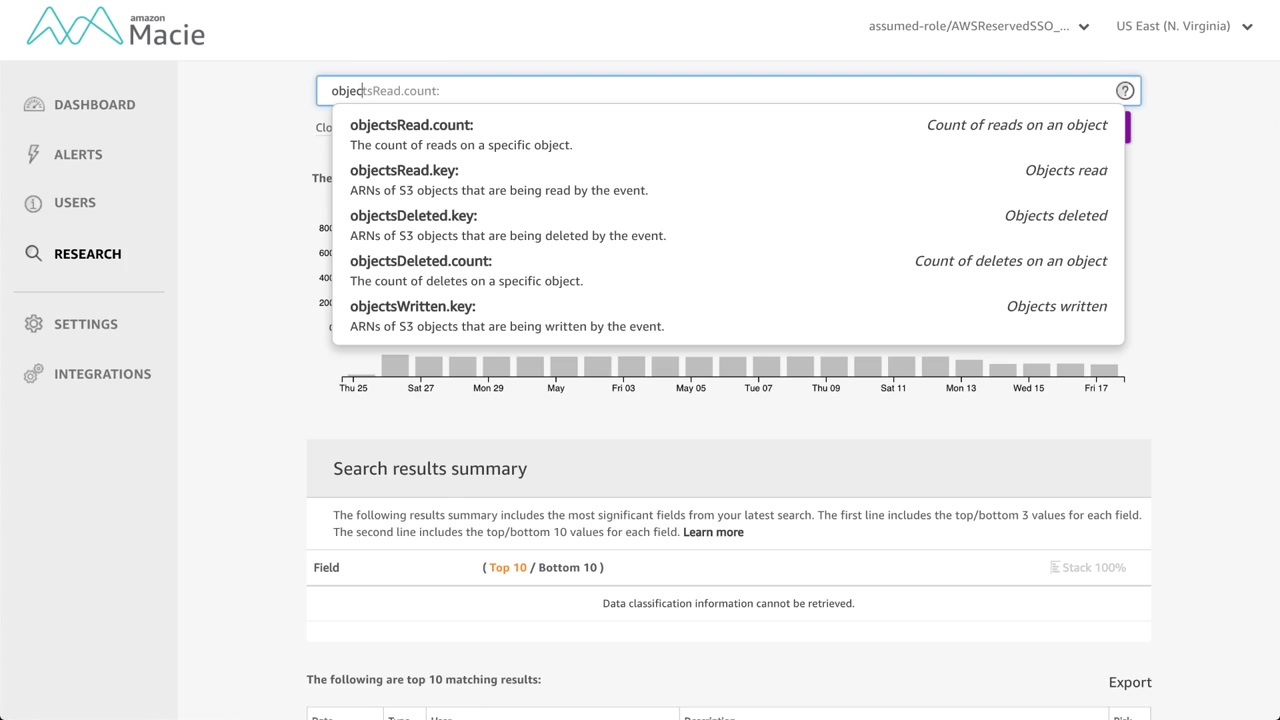 amazon
Macie
assumed-role/AWSReservedSSO_...
US East (N. Virginia)
DASHBOARD
ALERTS
USERS
RESEARCH
SETTINGS
INTEGRATIONS
objectsRead.count:
?
Clo
objectsRead.count: Count of reads on an object
The count of reads on a specific object.
The
objectsRead.key: Objects read
ARNs of S3 objects that are being read by the event.
objectsDeleted.key: Objects deleted
ARNs of S3 objects that are being deleted by the event.
objectsDeleted.count: Count of deletes on an object
The count of deletes on a specific object.
objectsWritten.key: Objects written
ARNs of S3 objects that are being written by the event.
Thu 25 Sat 27 Mon 29 May Fri 03 May 05 Tue 07 Thu 09 Sat 11 Mon 13 Wed 15 Fri 17
Search results summary
The following results summary includes the most significant fields from your latest search. The first line includes the top/bottom 3 values for each field.
The second line includes the top/bottom 10 values for each field. Learn more
Field ( Top 10 / Bottom 10 ) Stack 100%
Data classification information cannot be retrieved.
The following are top 10 matching results:
Export